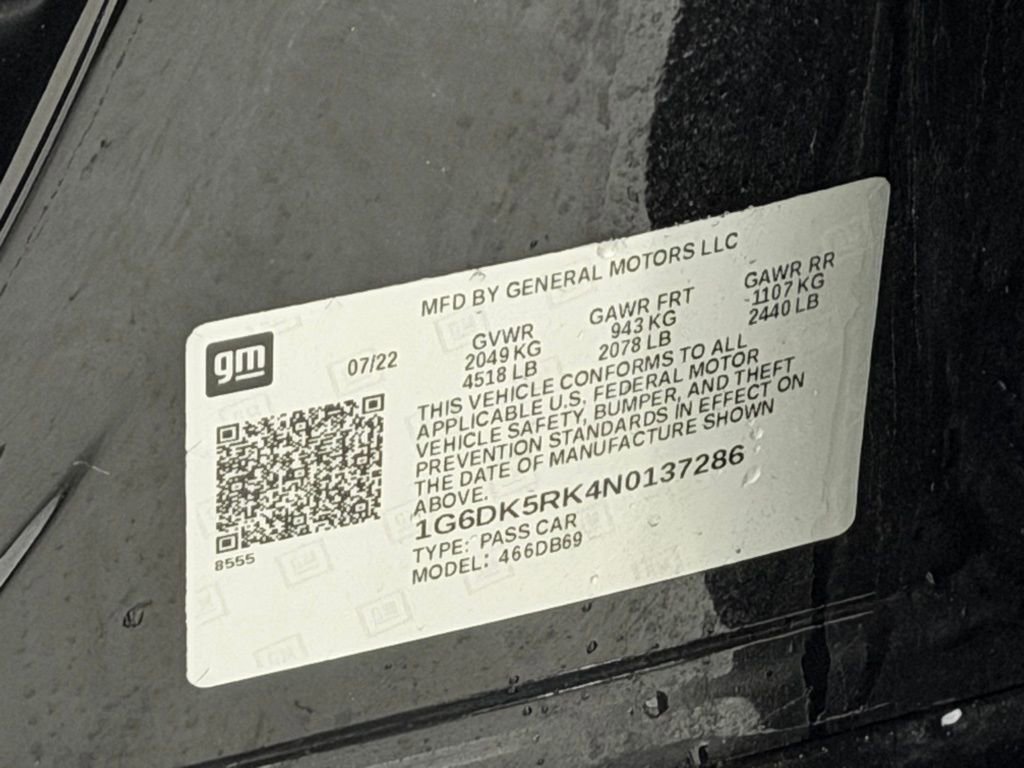 MFD BY GENERAL MOTORS LLC
gm
07/22
GVWR
2049 KG
4518 LB
GAWR FRT
943 KG
2078 LB
GAWR RR
1107 KG
2440 LB
THIS VEHICLE CONFORMS TO ALL
APPLICABLE U.S. FEDERAL MOTOR
VEHICLE SAFETY, BUMPER, AND THEFT
PREVENTION STANDARDS IN EFFECT ON
THE DATE OF MANUFACTURE SHOWN
ABOVE.
1G6DK5RK4N0137286
TYPE: PASS CAR
MODEL: 466DB69
8555